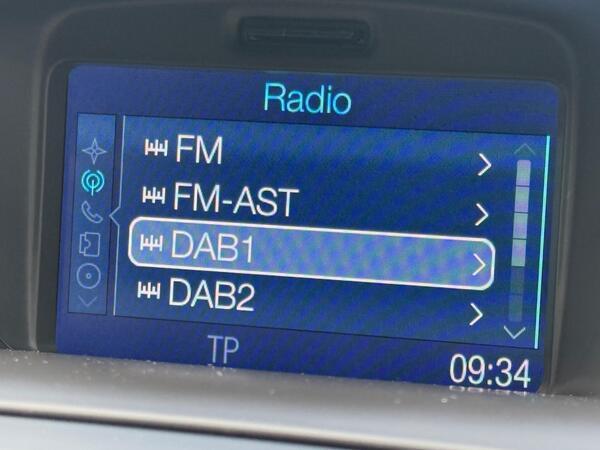 Radio
FM
FM-AST
DAB1
DAB2
TP
09:34